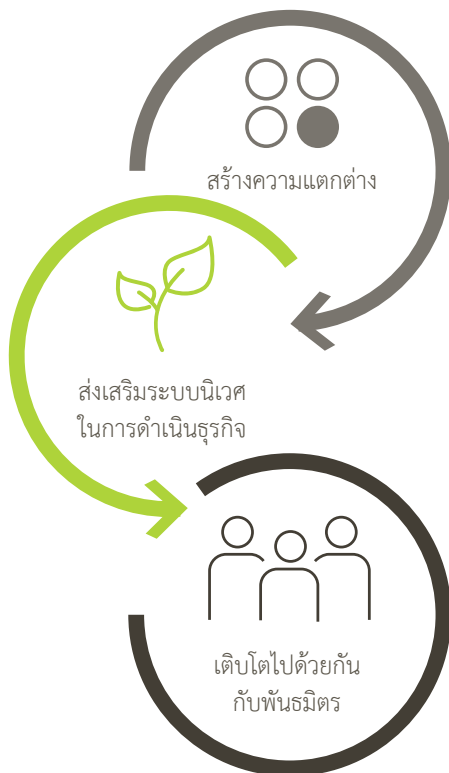 สร้างความแตกต่าง
ส่งเสริมระบบนิเวศ
ในการดำเนินธุรกิจ
เติบโตไปด้วยกัน
กับพันธมิตร